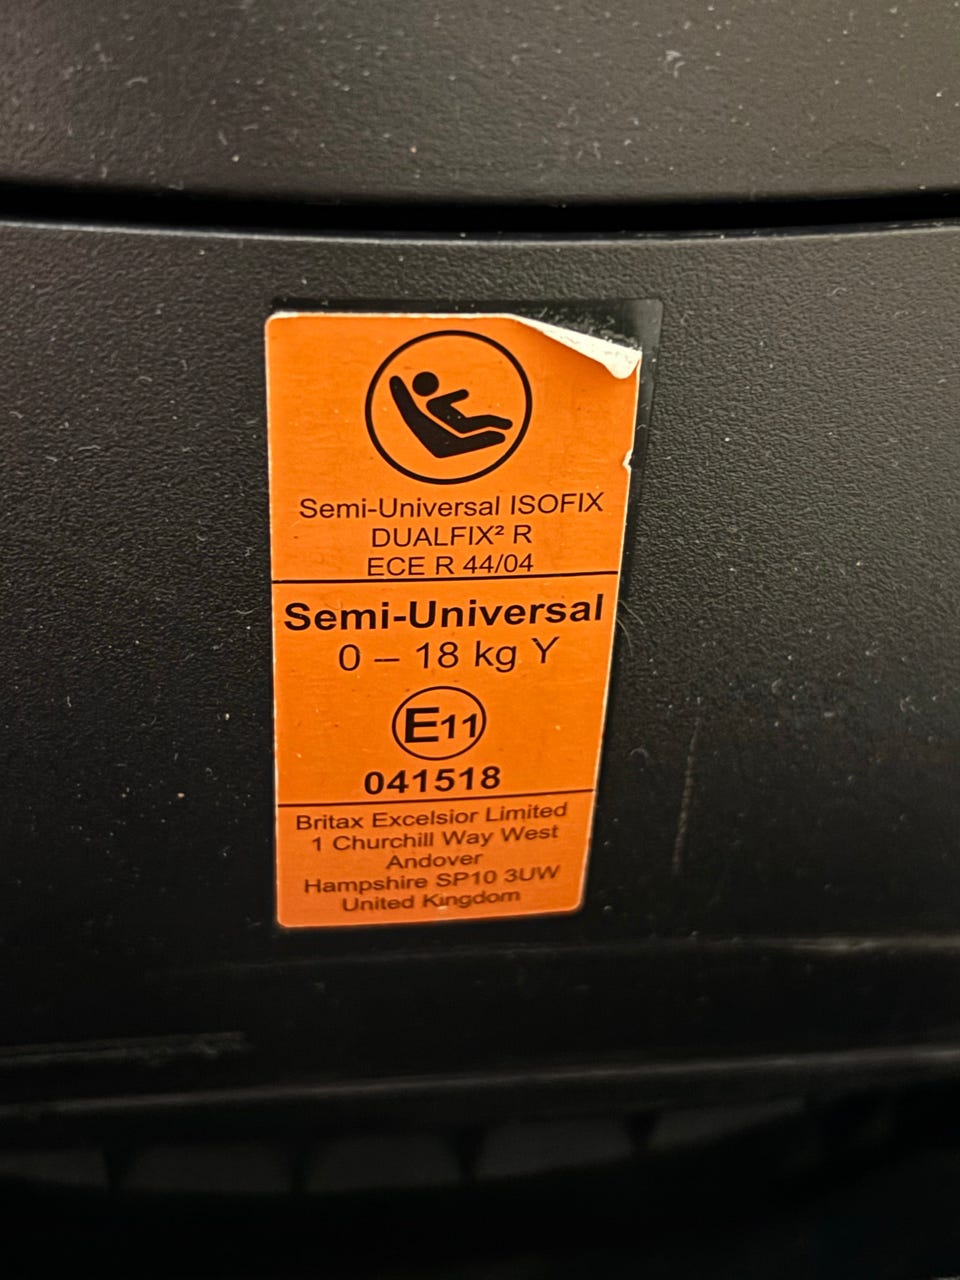 Semi-Universal ISOFIX
DUALFIX² R
ECE R 44/04
Semi-Universal
0 – 18 kg Y
E11
041518
Britax Excelsior Limited
1 Churchill Way West
Andover
Hampshire SP10 3UW
United Kingdom